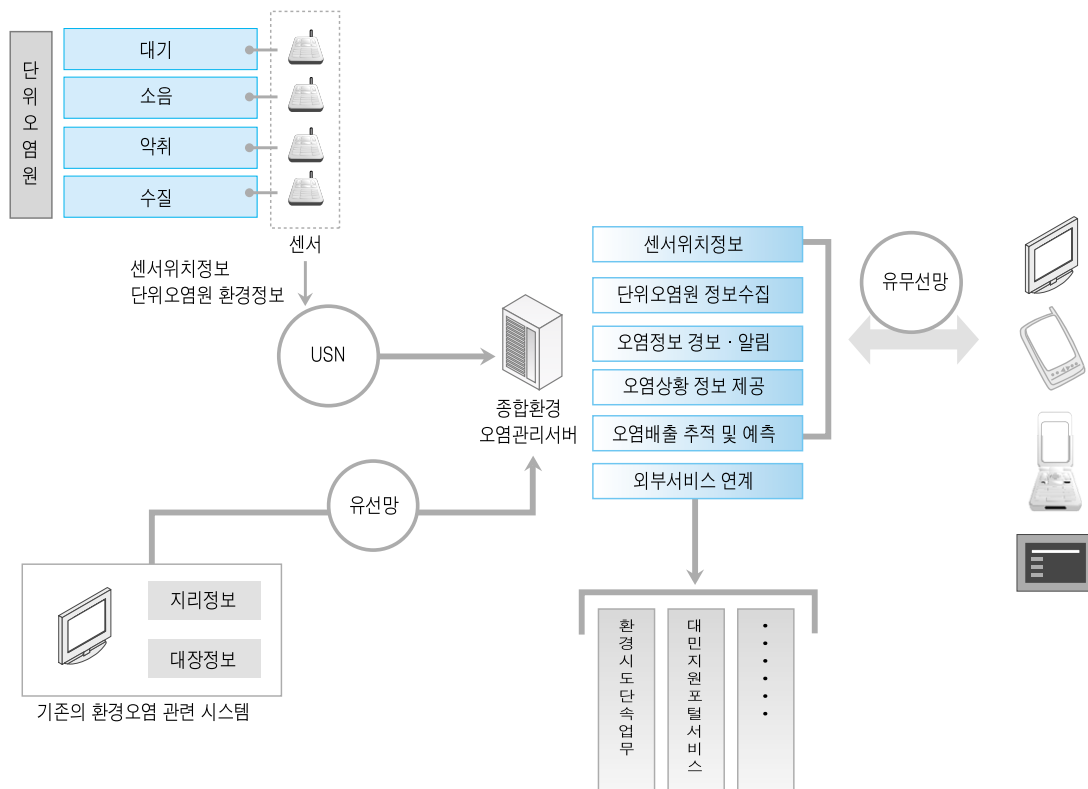 단위오염원
대기
소음
악취
수질
센서
센서위치정보
단위오염원 환경정보
USN
종합환경
오염관리서버
센서위치정보
단위오염원 정보수집
오염정보 경보 · 알림
오염상황 정보 제공
오염배출 추적 및 예측
외부서비스 연계
유무선망
유선망
지리정보
대장정보
기존의 환경오염 관련 시스템
환경시도단속업무
대민지원포털서비스
• • • • • •